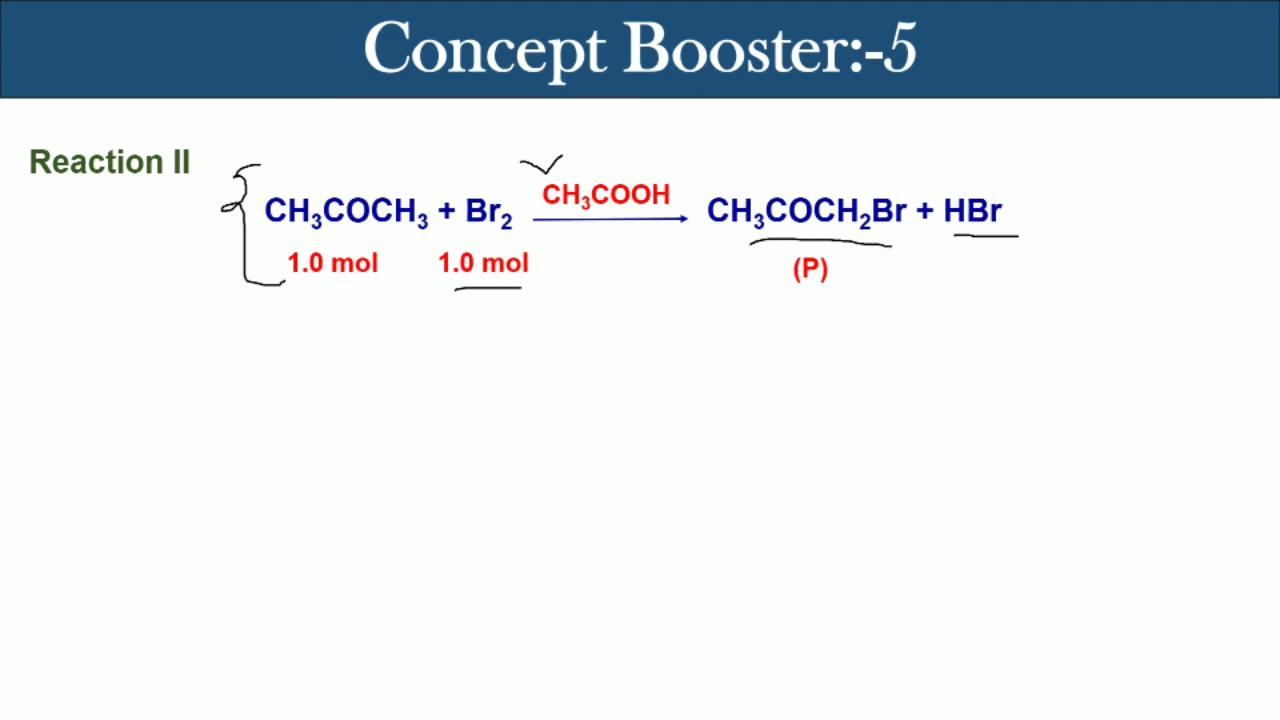 Concept Booster:-5
Reaction II
CH₃COOH
CH₃COCH₃ + Br₂ CH₃COCH₂Br + HBr
1.0 mol 1.0 mol (P)